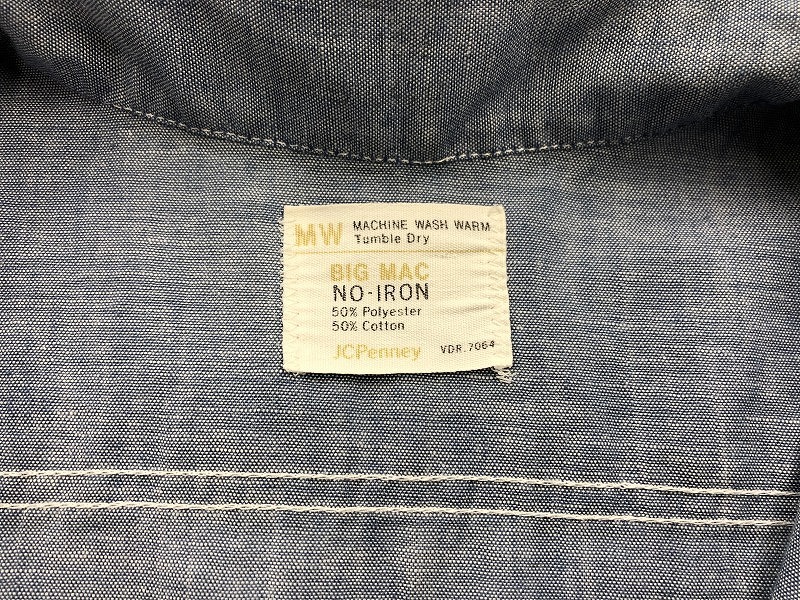 MW MACHINE WASH WARM
Tumble Dry
BIG MAC
NO-IRON
50% Polyester
50% Cotton
JCPenney VDR.7064